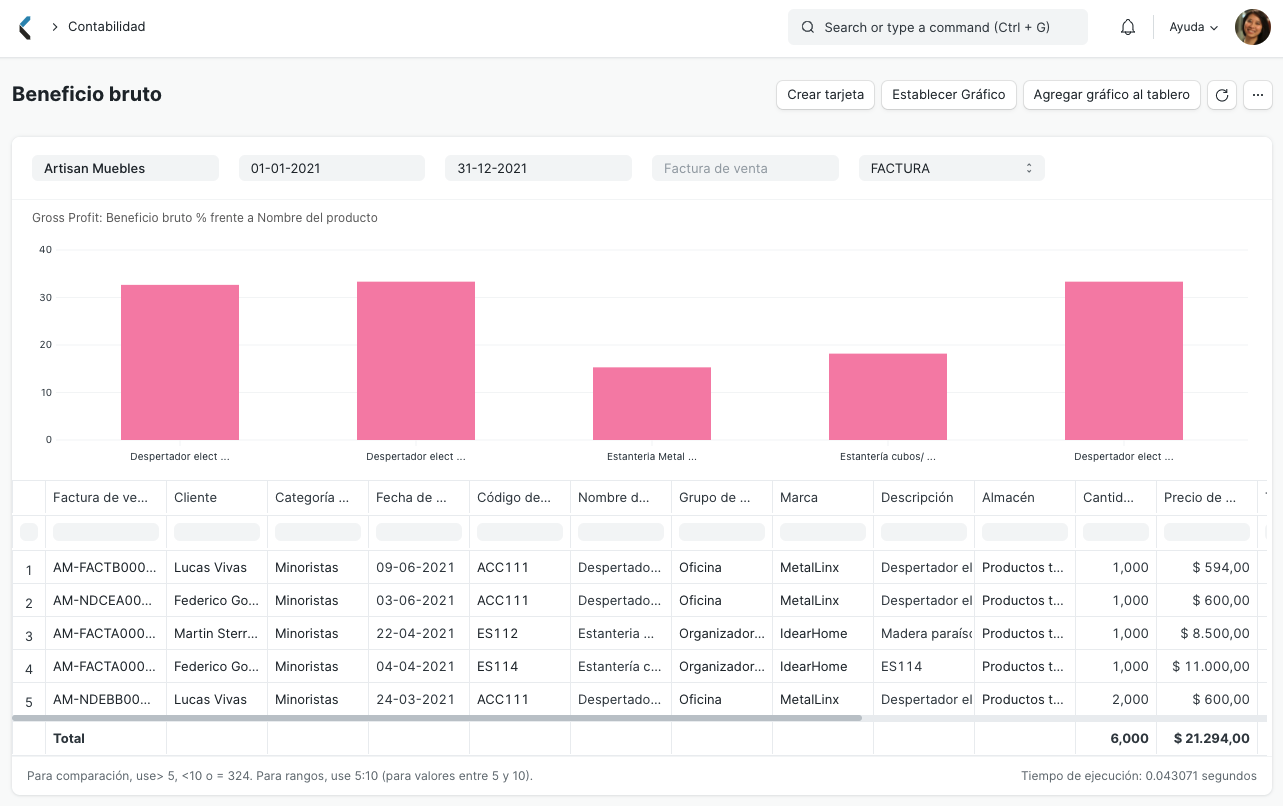 Contabilidad
Search or type a command (Ctrl + G)
Ayuda
Beneficio bruto
Crear tarjeta
Establecer Gráfico
Agregar gráfico al tablero
Artisan Muebles
01-01-2021
31-12-2021
Factura de venta
FACTURA
Gross Profit: Beneficio bruto % frente a Nombre del producto
40
30
20
10
0
Despertador elect ...
Despertador elect ...
Estanteria Metal ...
Estantería cubos/ ...
Despertador elect ...
Factura de ve... Cliente Categoría ... Fecha de ... Código de... Nombre d... Grupo de ... Marca Descripción Almacén Cantid... Precio de ...
1 AM-FACTB000... Lucas Vivas Minoristas 09-06-2021 ACC111 Despertado... Oficina MetalLinx Despertador el Productos t... 1,000 $ 594,00
2 AM-NDCEA00... Federico Go... Minoristas 03-06-2021 ACC111 Despertado... Oficina MetalLinx Despertador el Productos t... 1,000 $ 600,00
3 AM-FACTA000... Martin Sterr... Minoristas 22-04-2021 ES112 Estanteria ... Organizador... IdearHome Madera paraíso Productos t... 1,000 $ 8.500,00
4 AM-FACTA000... Federico Go... Minoristas 04-04-2021 ES114 Estantería c... Organizador... IdearHome ES114 Productos t... 1,000 $ 11.000,00
5 AM-NDEBB00... Lucas Vivas Minoristas 24-03-2021 ACC111 Despertado... Oficina MetalLinx Despertador el Productos t... 2,000 $ 600,00
Total 6,000 $ 21.294,00
Para comparación, use> 5, <10 o = 324. Para rangos, use 5:10 (para valores entre 5 y 10).
Tiempo de ejecución: 0.043071 segundos